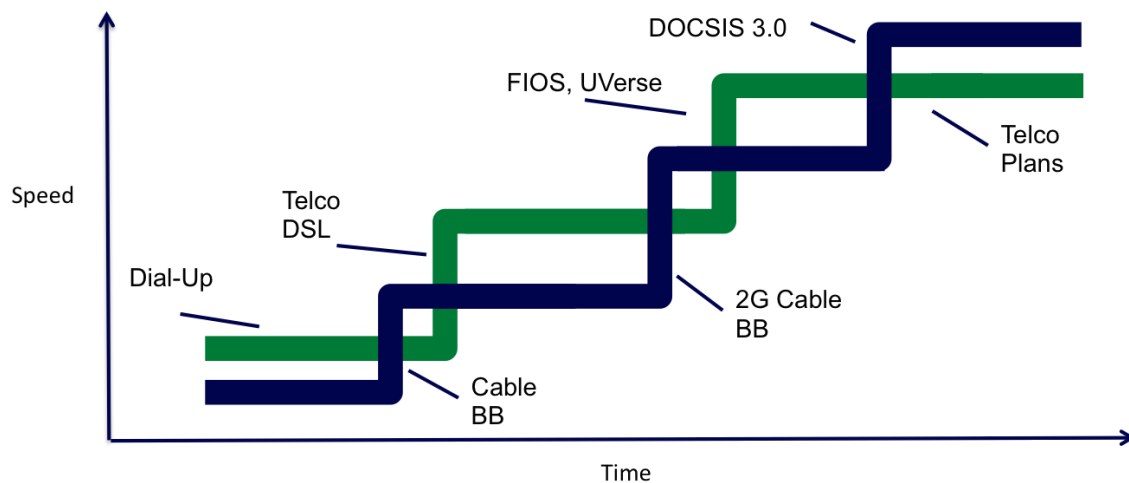 DOCSIS 3.0
FIOS, UVerse
Telco
Plans
Speed
Telco
DSL
Dial-Up
2G Cable
BB
Cable
BB
Time